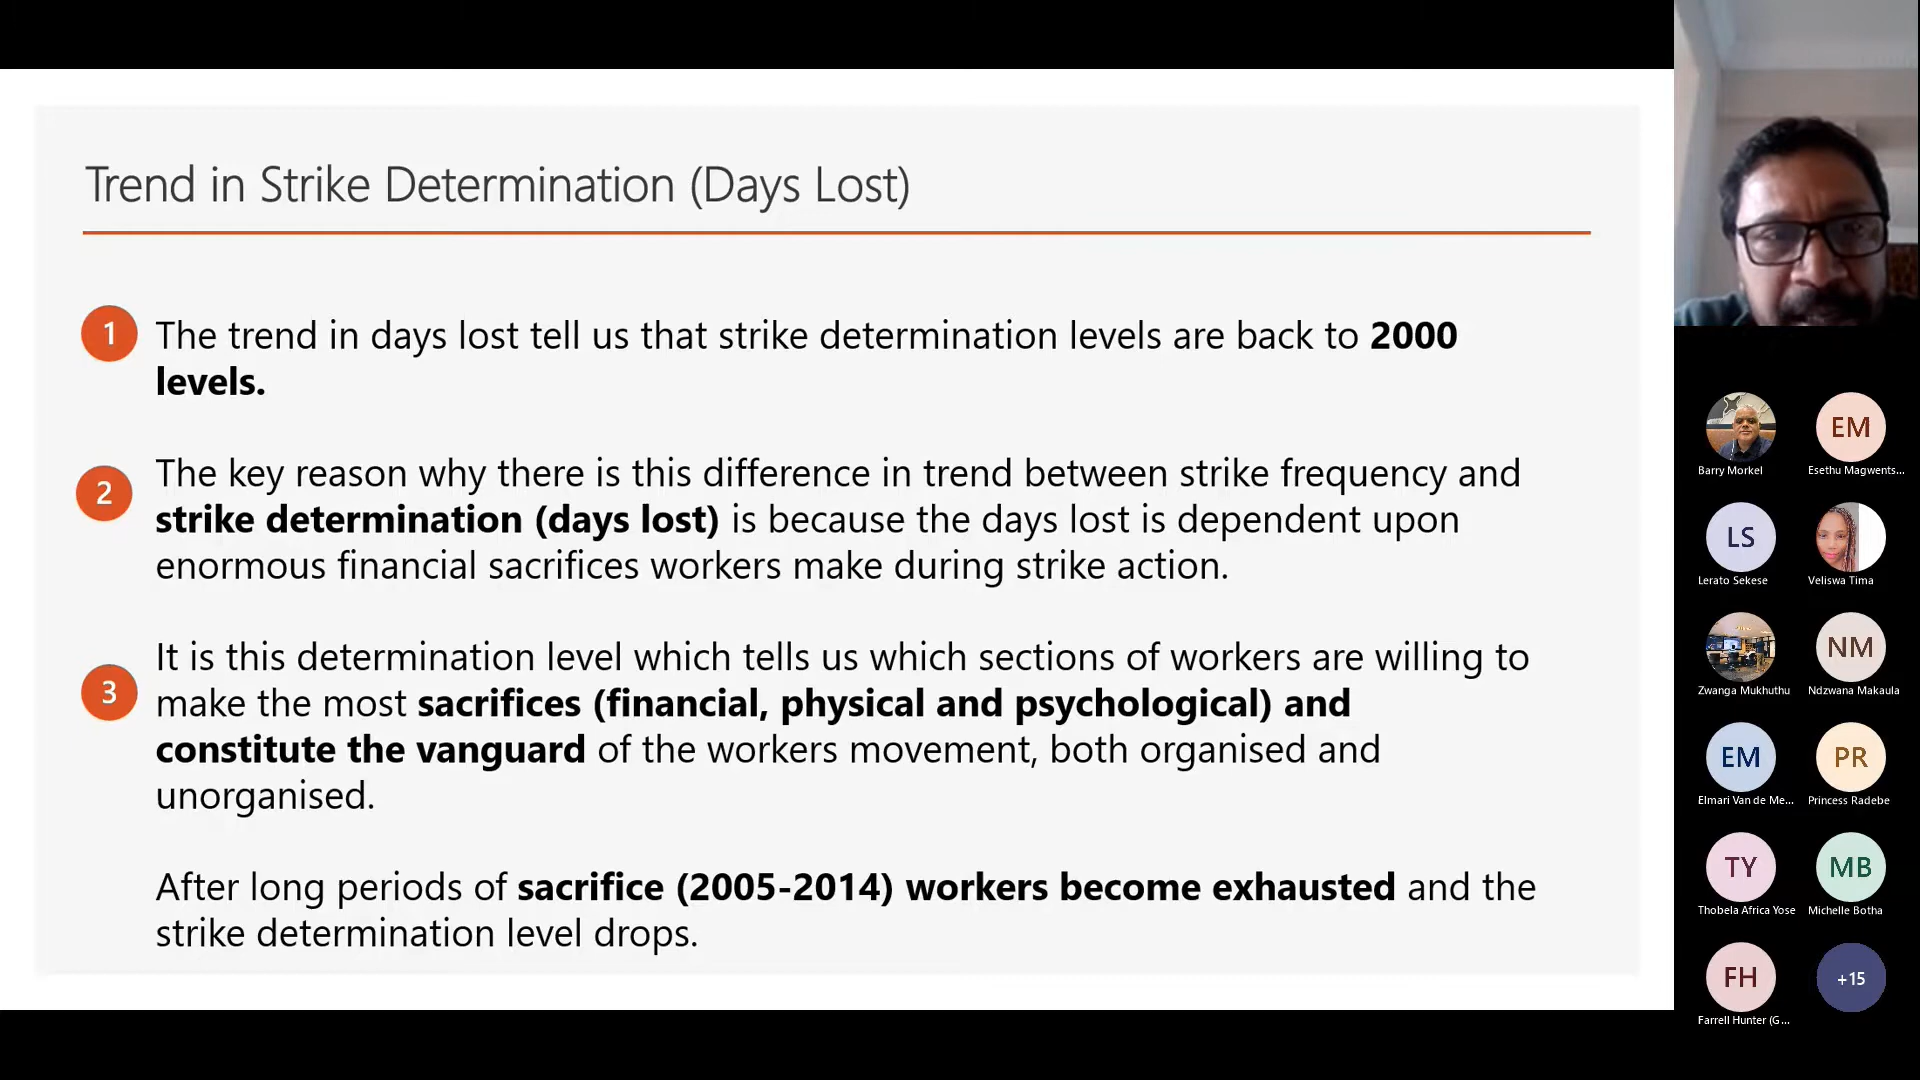 Trend in Strike Determination (Days Lost)
1
The trend in days lost tell us that strike determination levels are back to 2000
levels.
2
The key reason why there is this difference in trend between strike frequency and
strike determination (days lost) is because the days lost is dependent upon
enormous financial sacrifices workers make during strike action.
3
It is this determination level which tells us which sections of workers are willing to
make the most sacrifices (financial, physical and psychological) and
constitute the vanguard of the workers movement, both organised and
unorganised.
After long periods of sacrifice (2005-2014) workers become exhausted and the
strike determination level drops.
Barry Morkel
EM
Esethu Magwents...
LS
Lerato Sekese
Veliswa Tima
Zwanga Mukhuthu
NM
Ndzwana Makaula
EM
Elmari Van de Me...
PR
Princess Radebe
TY
Thobela Africa Yose
MB
Michelle Botha
FH
Farrell Hunter (G...
+15